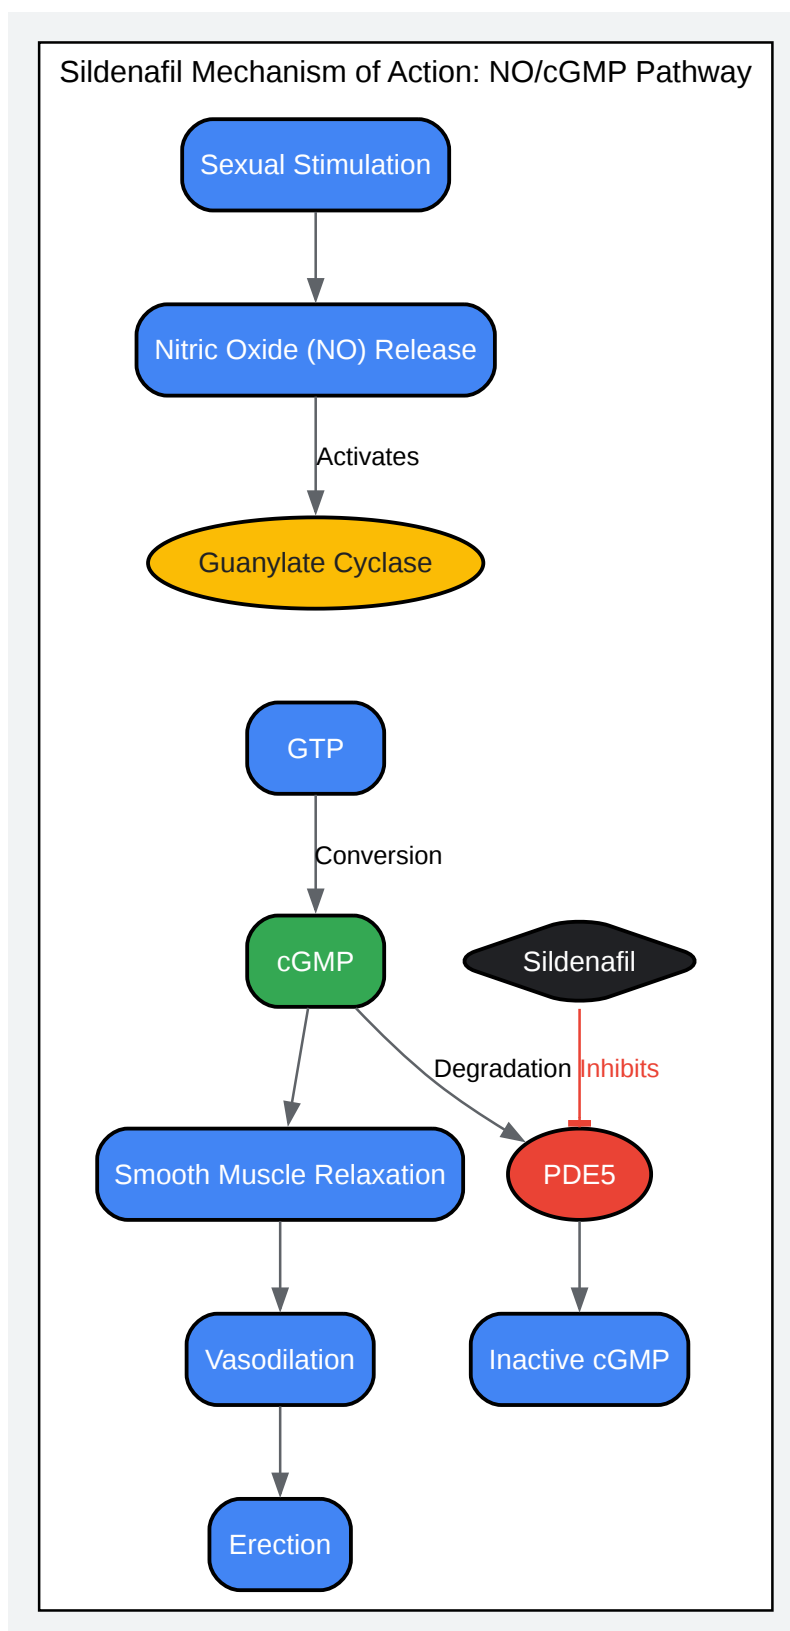 Sildenafil Mechanism of Action: NO/cGMP Pathway
Sexual Stimulation
Nitric Oxide (NO) Release
Activates
Guanylate Cyclase
GTP
Conversion
cGMP
Sildenafil
Degradation
Inhibits
Smooth Muscle Relaxation
PDE5
Vasodilation
Inactive cGMP
Erection